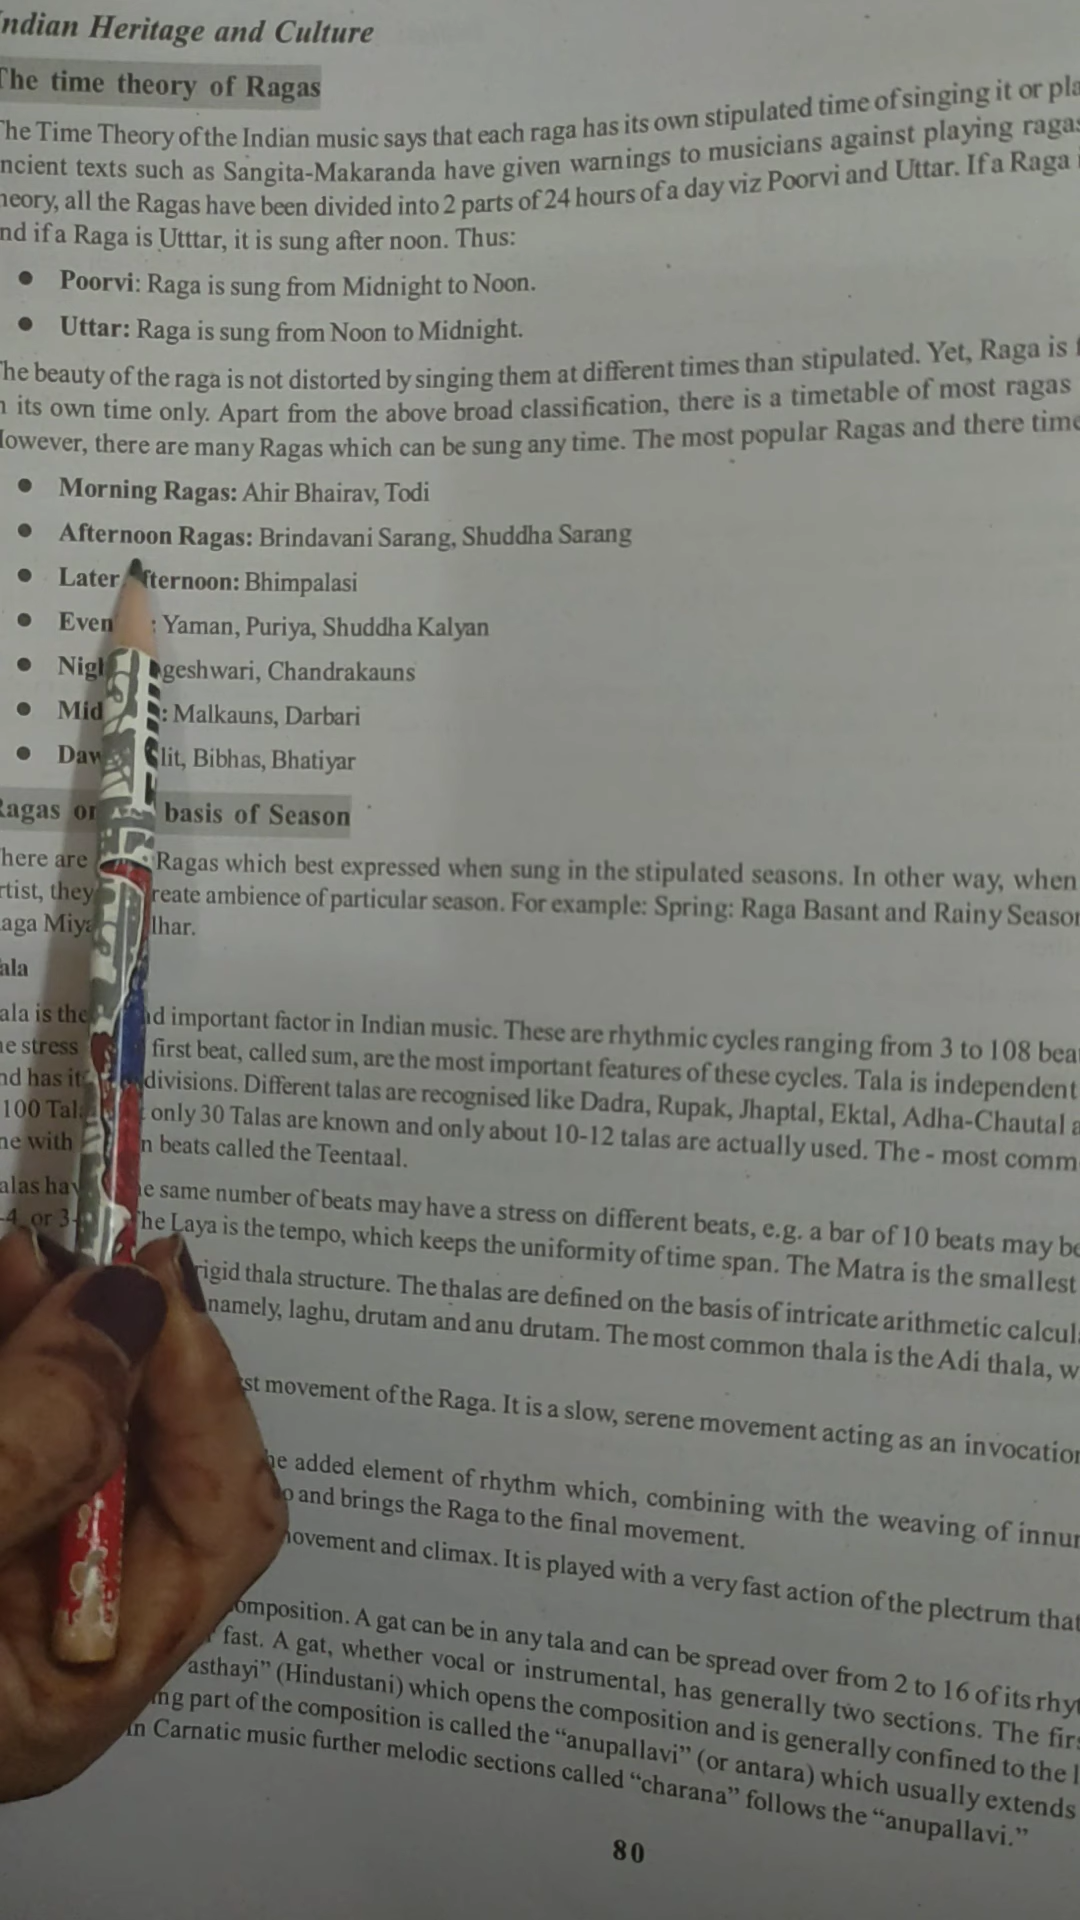 Indian Heritage and Culture
The time theory of Ragas
The Time Theory of the Indian music says that each raga has its own stipulated time of singing it or
ncient texts such as Sangita-Makaranda have given warnings to musicians against playing ragas
heory, all the Ragas have been divided into 2 parts of 24 hours of a day viz Poorvi and Uttar. If a Raga
nd if a Raga is Utttar, it is sung after noon. Thus:
● Poorvi: Raga is sung from Midnight to Noon.
● Uttar: Raga is sung from Noon to Midnight.
The beauty of the raga is not distorted by singing them at different times than stipulated. Yet, Raga is
its own time only. Apart from the above broad classification, there is a timetable of most ragas
However, there are many Ragas which can be sung any time. The most popular Ragas and there time
● Morning Ragas: Ahir Bhairav, Todi
● Afternoon Ragas: Brindavani Sarang, Shuddha Sarang
● Later Afternoon: Bhimpalasi
● Even : Yaman, Puriya, Shuddha Kalyan
● Nig geshwari, Chandrakauns
● Mid : Malkauns, Darbari
● Daw lit, Bibhas, Bhatiyar
Ragas on basis of Season
here are Ragas which best expressed when sung in the stipulated seasons. In other way, when
rtist, they reate ambience of particular season. For example: Spring: Raga Basant and Rainy Season
aga Miya lhar.
ala
ala is the important factor in Indian music. These are rhythmic cycles ranging from 3 to 108
he stress first beat, called sum, are the most important features of these cycles. Tala is independent
nd has it divisions. Different talas are recognised like Dadra, Rupak, Jhaptal, Ektal, Adha-Chautal
100 only 30 Talas are known and only about 10-12 talas are actually used. The - most comm
ne with n beats called the Teentaal.
alas hav same number of beats may have a stress on different beats, e.g. a bar of 10 beats may be
-4 or 3- The Laya is the tempo, which keeps the uniformity of time span. The Matra is the smallest
rigid thala structure. The thalas are defined on the basis of intricate arithmetic calcul
namely, laghu, drutam and anu drutam. The most common thala is the Adi thala, w
st movement of the Raga. It is a slow, serene movement acting as an invocation
he added element of rhythm which, combining with the weaving of innum
o and brings the Raga to the final movement.
movement and climax. It is played with a very fast action of the plectrum that
omposition. A gat can be in any tala and can be spread over from 2 to 16 of its rhy
fast. A gat, whether vocal or instrumental, has generally two sections. The firs
asthayi” (Hindustani) which opens the composition and is generally confined to the
ng part of the composition is called the “anupallavi” (or antara) which usually extends
in Carnatic music further melodic sections called “charana” follows the “anupallavi.”
80